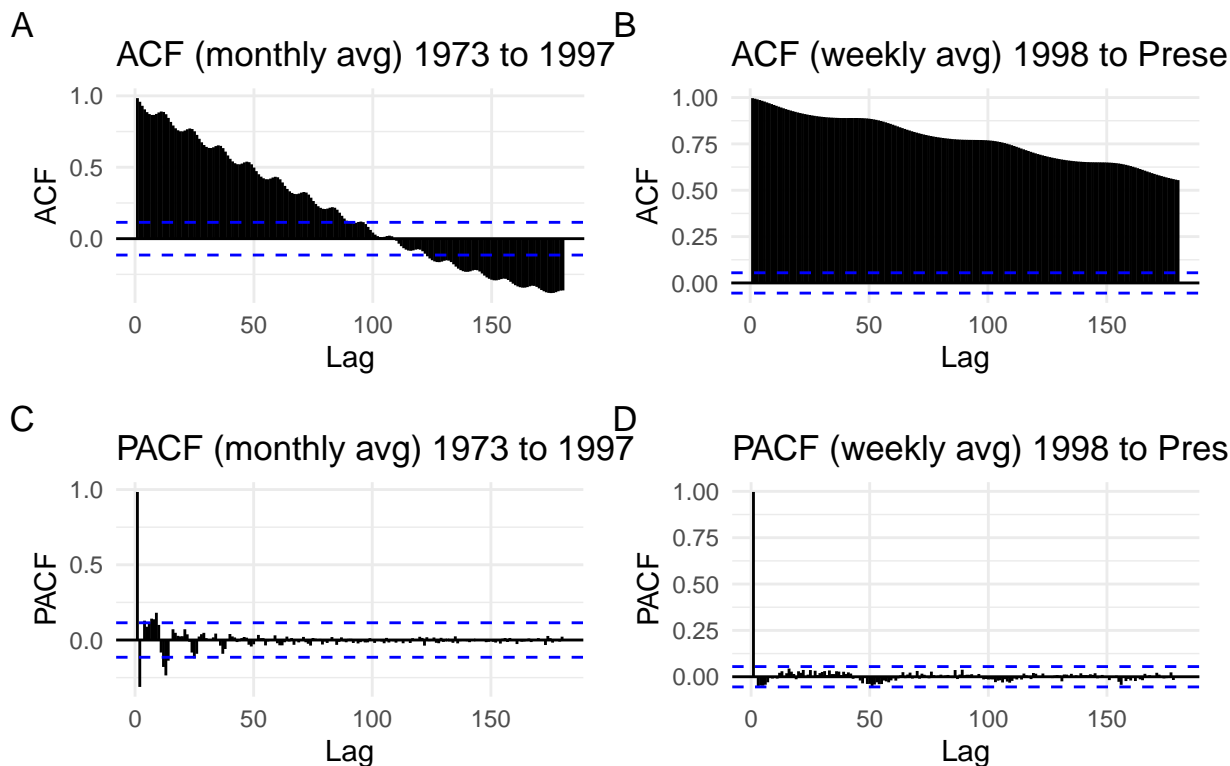 A
ACF (monthly avg) 1973 to 1997
1.0
0.5
0.0
ACF
0 50 100 150
Lag
B
ACF (weekly avg) 1998 to Prese
1.00
0.75
0.50
0.25
0.00
ACF
0 50 100 150
Lag
C
PACF (monthly avg) 1973 to 1997
1.0
0.5
0.0
PACF
0 50 100 150
Lag
D
PACF (weekly avg) 1998 to Pres
1.00
0.75
0.50
0.25
0.00
PACF
0 50 100 150
Lag